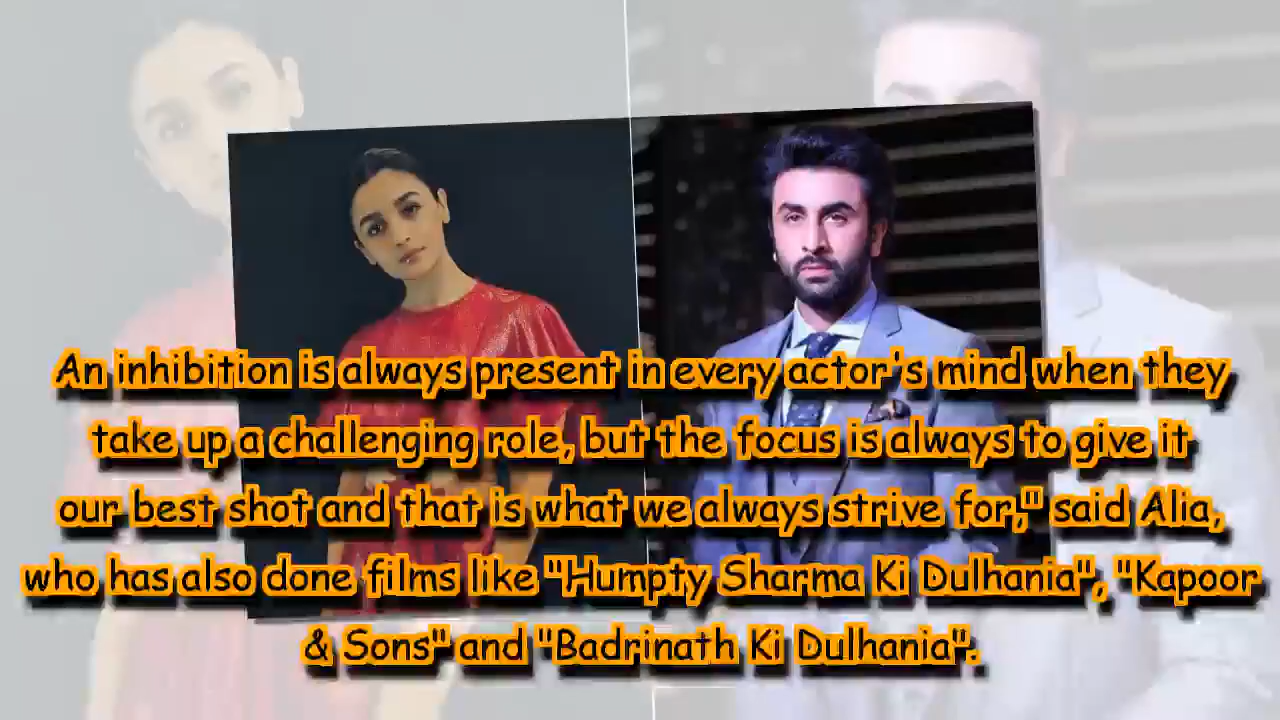 An inhibition is always present in every actor's mind when they
take up a challenging role, but the focus is always to give it
our best shot and that is what we always strive for," said Alia,
who has also done films like "Humpty Sharma Ki Dulhania", "Kapoor
& Sons" and "Badrinath Ki Dulhania".